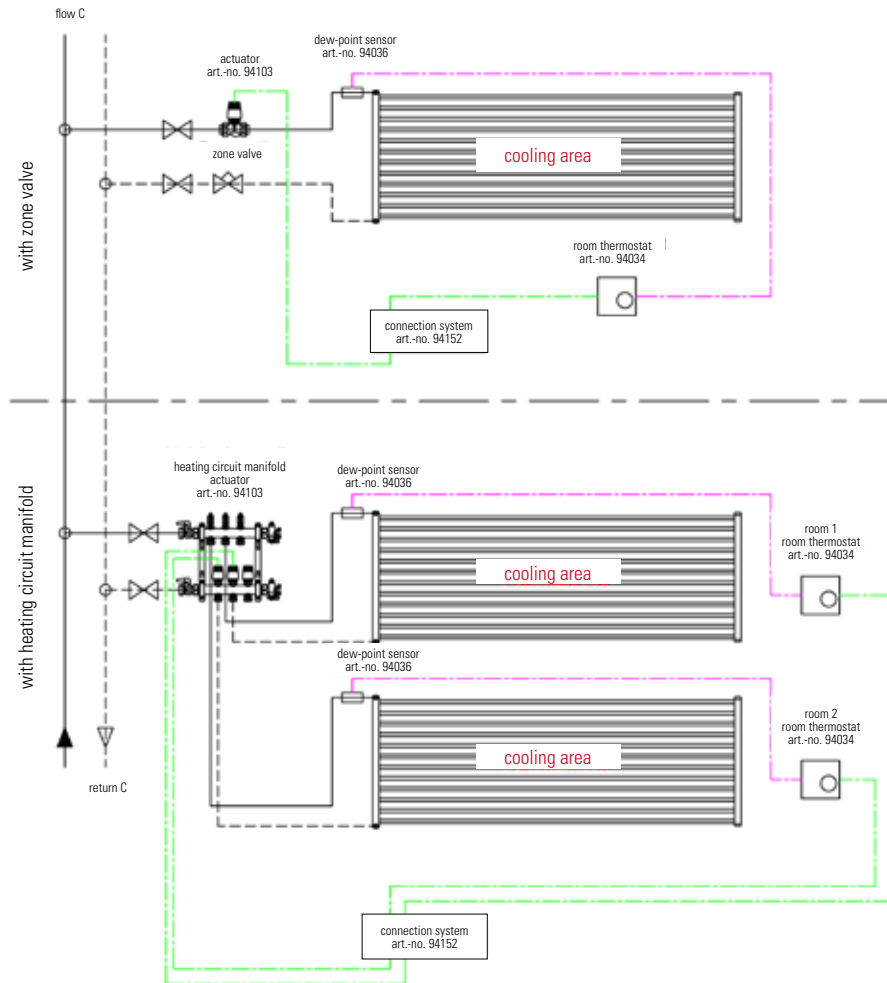 flow C
dew-point sensor
art.-no. 94036
actuator
art.-no. 94103
zone valve
cooling area
with zone valve
room thermostat
art.-no. 94034
connection system
art.-no. 94152
heating circuit manifold
actuator
art.-no. 94103
dew-point sensor
art.-no. 94036
room 1
room thermostat
art.-no. 94034
cooling area
with heating circuit manifold
dew-point sensor
art.-no. 94036
room 2
room thermostat
art.-no. 94034
cooling area
return C
connection system
art.-no. 94152